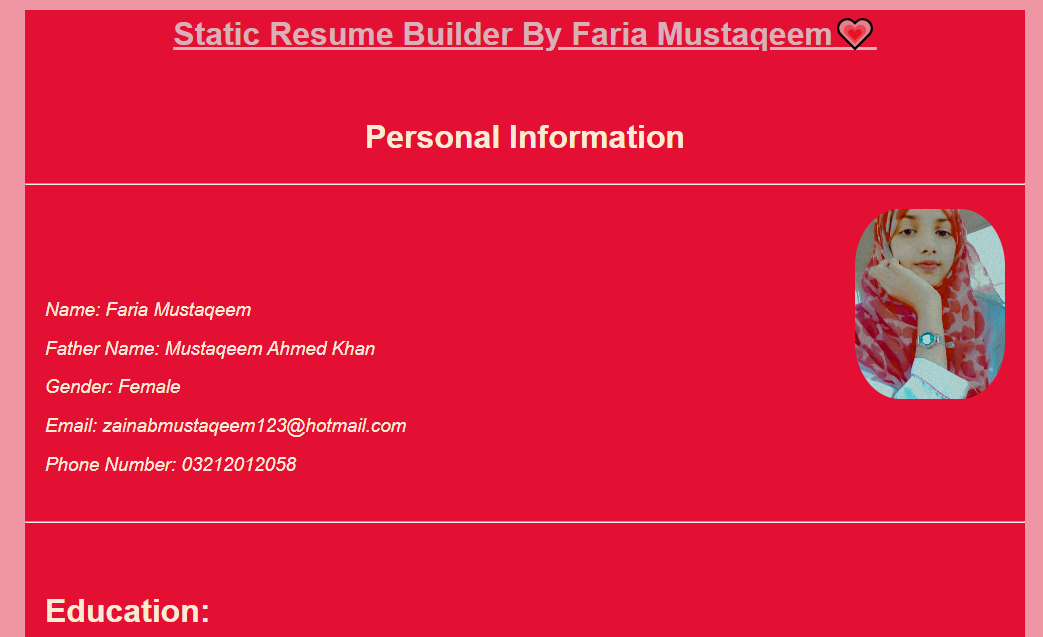 Static Resume Builder By Faria Mustaqeem
Personal Information
Name: Faria Mustaqeem
Father Name: Mustaqeem Ahmed Khan
Gender: Female
Email: zainabmustaqeem123@hotmail.com
Phone Number: 03212012058
Education: